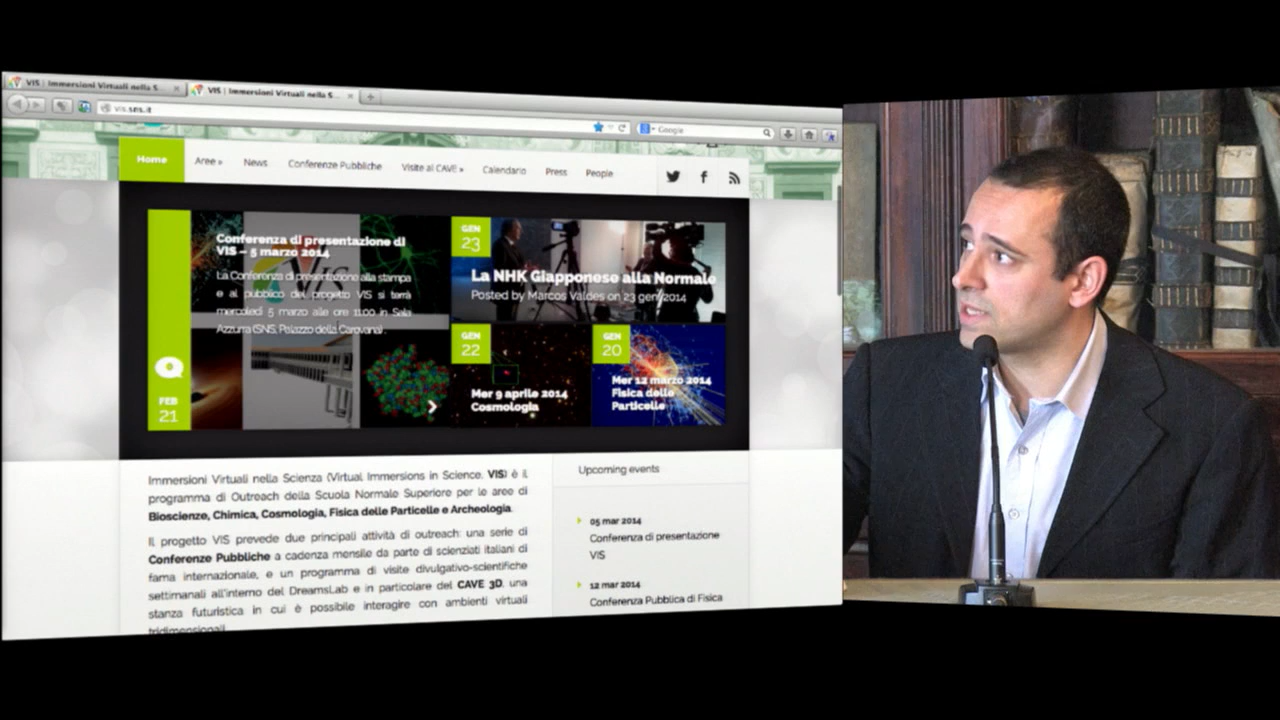 VIS | Immersioni Virtuali nella S...
VIS | Immersioni Virtuali nella S...
vis.sns.it
Google
Home
Aree »
News
Conferenze Pubbliche
Visite al CAVE »
Calendario
Press
People
Conferenza di presentazione di
VIS – 5 marzo 2014
La Conferenza di presentazione alla stampa
e al pubblico del progetto VIS si terrà
mercoledì 5 marzo alle ore 11.00 in Sala
Azzurra (SNS, Palazzo della Carovana) .
FEB
21
GEN
23
La NHK Giapponese alla Normale
Posted by Marcos Valdes on 23 gen 2014
GEN
22
Mer 9 aprile 2014
Cosmologia
GEN
20
Mer 12 marzo 2014
Fisica delle
Particelle
Immersioni Virtuali nella Scienza (Virtual Immersions in Science, VIS) è il
programma di Outreach della Scuola Normale Superiore per le aree di
Bioscienze, Chimica, Cosmologia, Fisica delle Particelle e Archeologia.
Il progetto VIS prevede due principali attività di outreach: una serie di
Conferenze Pubbliche a cadenza mensile da parte di scienziati italiani di
fama internazionale, e un programma di visite divulgativo-scientifiche
settimanali all'interno del DreamsLab e in particolare del CAVE 3D, una
stanza futuristica in cui è possibile interagire con ambienti virtuali
tridimensionali.
Upcoming events
05 mar 2014
Conferenza di presentazione
VIS
12 mar 2014
Conferenza Pubblica di Fisica